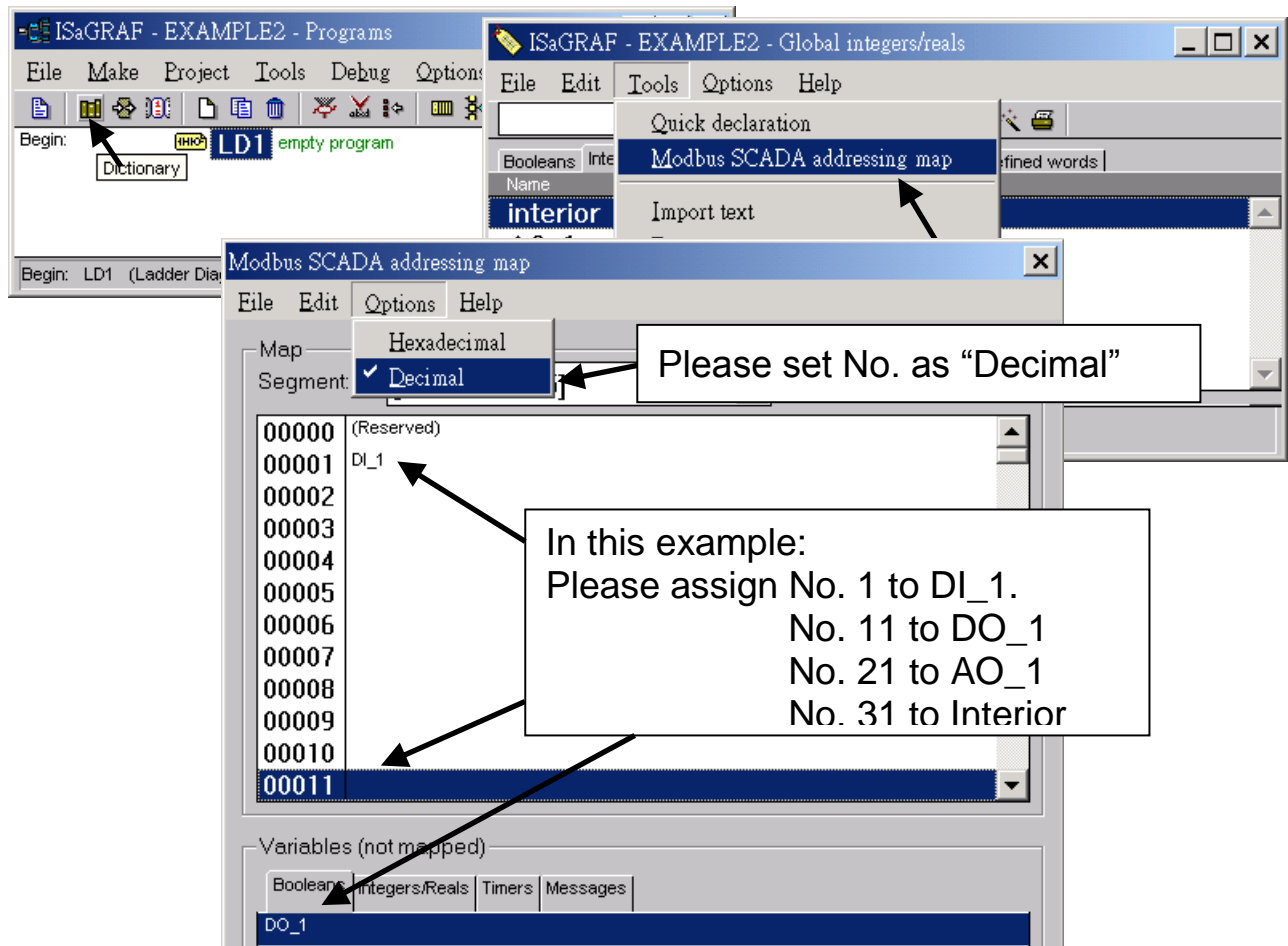 ISaGRAF - EXAMPLE2 - Programs
File Make Project Tools Debug Options
Begin: LD1 empty program
Dictionary
Begin: LD1 (Ladder Dia
ISaGRAF - EXAMPLE2 - Global integers/reals
File Edit Tools Options Help
Quick declaration
Modbus SCADA addressing map
Import text
Booleans Inte fined words
Name
interior
Modbus SCADA addressing map
File Edit Options Help
Hexadecimal
Decimal
Map
Segment:
Please set No. as “Decimal”
00000 (Reserved)
00001 DI_1
00002
00003
00004
00005
00006
00007
00008
00009
00010
00011
In this example:
Please assign No. 1 to DI_1.
No. 11 to DO_1
No. 21 to AO_1
No. 31 to Interior
Variables (not mapped)
Booleans Integers/Reals Timers Messages
DO_1